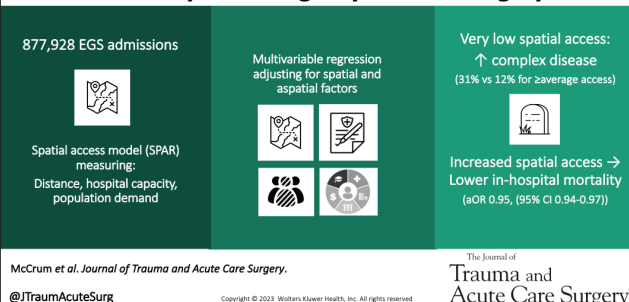 877,928 EGS admissions
Spatial access model (SPAR)
measuring:
Distance, hospital capacity,
population demand
Multivariable regression
adjusting for spatial and
aspatial factors
Very low spatial access:
↑ complex disease
(31% vs 12% for ≥average access)
Increased spatial access →
Lower in-hospital mortality
(aOR 0.95, (95% CI 0.94-0.97))
McCrum et al. Journal of Trauma and Acute Care Surgery.
@JTraumAcuteSurg
Copyright © 2023 Wolters Kluwer Health, Inc. All rights reserved
The Journal of
Trauma and
Acute Care Surgery